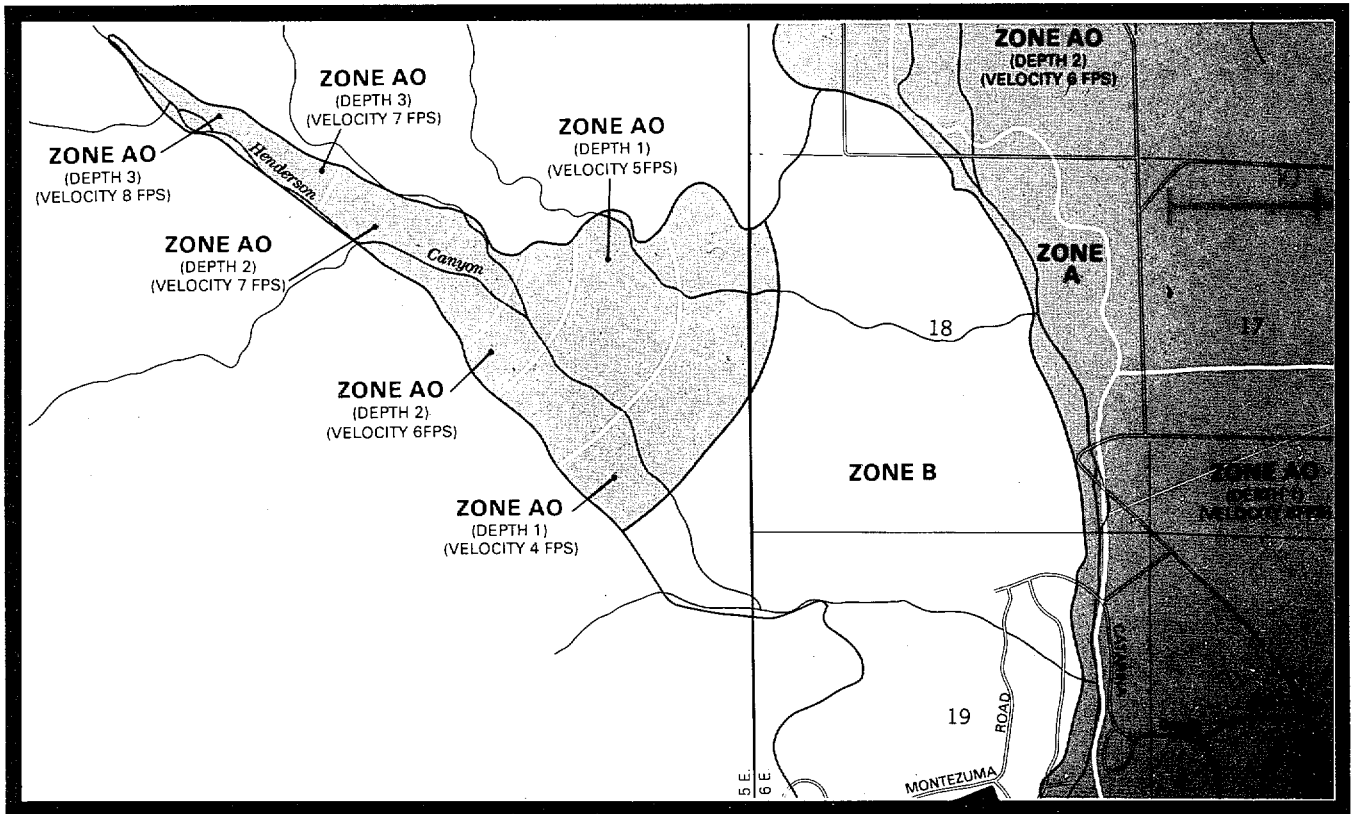 ZONE AO
(DEPTH 2)
(VELOCITY 6 FPS)
ZONE AO
(DEPTH 3)
(VELOCITY 7 FPS)
ZONE AO
(DEPTH 1)
(VELOCITY 5FPS)
ZONE AO
(DEPTH 3)
(VELOCITY 8 FPS)
Henderson
Canyon
ZONE AO
(DEPTH 2)
(VELOCITY 7 FPS)
ZONE
A
18
17
ZONE AO
(DEPTH 2)
(VELOCITY 6FPS)
ZONE B
ZONE AO
ZONE AO
(DEPTH 1)
(VELOCITY 4 FPS)
19
ROAD
MONTEZUMA
5 E.
6 E.